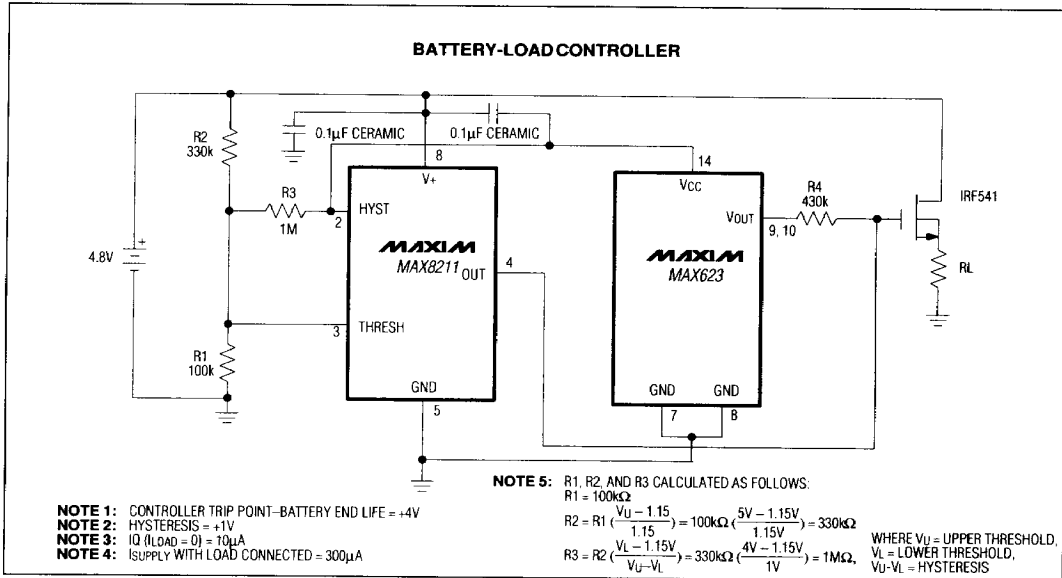 BATTERY-LOAD CONTROLLER
R2
330k
0.1µF CERAMIC
0.1µF CERAMIC
8
14
R3
1M
V+
HYST
2
VCC
R4
430k
IRF541
VOUT
9, 10
4.8V
+
MAXIM
MAX8211
OUT
4
MAXIM
MAX623
RL
3
THRESH
R1
100k
GND
5
GND
GND
7
8
NOTE 1: CONTROLLER TRIP POINT–BATTERY END LIFE = +4V
NOTE 2: HYSTERESIS = +1V
NOTE 3: IQ (ILOAD = 0) = 10µA
NOTE 4: ISUPPLY WITH LOAD CONNECTED = 300µA
NOTE 5: R1, R2, AND R3 CALCULATED AS FOLLOWS:
R1 = 100kΩ
R2 = R1 (VU – 1.15 / 1.15) = 100kΩ (5V – 1.15V / 1.15V) = 330kΩ
R3 = R2 (VL – 1.15V / VU–VL) = 330kΩ (4V – 1.15V / 1V) = 1MΩ,
WHERE VU = UPPER THRESHOLD,
VL = LOWER THRESHOLD,
VU-VL = HYSTERESIS